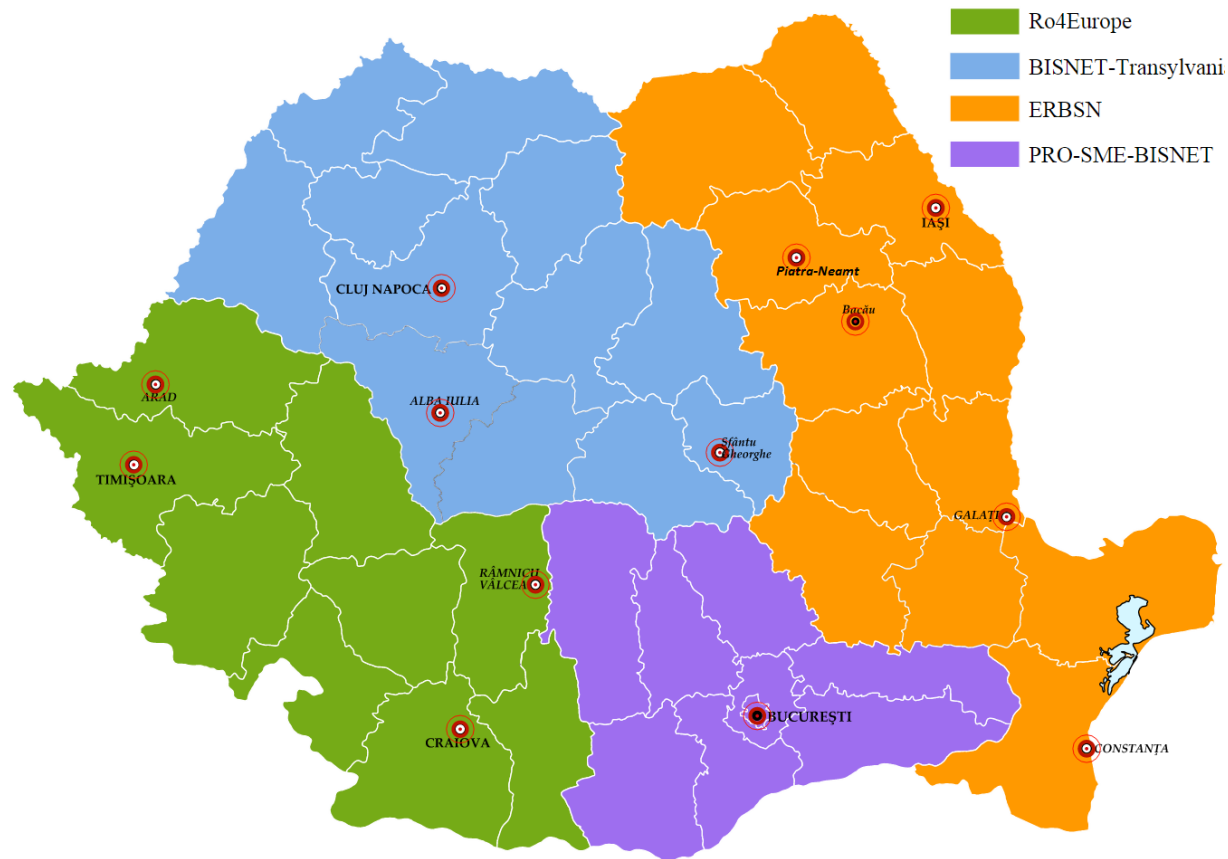 Ro4Europe
BISNET-Transylvania
ERBSN
PRO-SME-BISNET
IAŞI
Piatra-Neamt
CLUJ NAPOCA
Bacău
ARAD
ALBA IULIA
Sfântu
Gheorghe
TIMIŞOARA
GALAŢI
RÂMNICU
VÂLCEA
BUCUREŞTI
CRAIOVA
CONSTANŢA